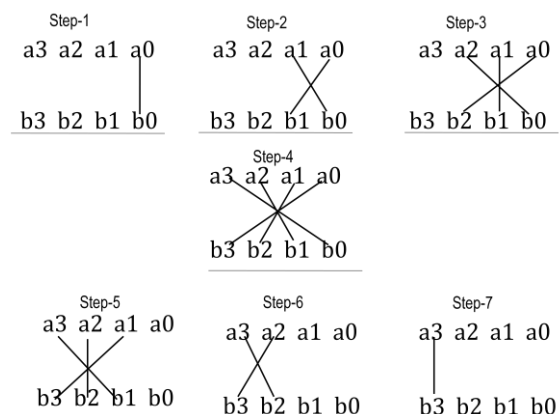 Step-1
a3 a2 a1 a0
b3 b2 b1 b0
Step-2
a3 a2 a1 a0
b3 b2 b1 b0
Step-3
a3 a2 a1 a0
b3 b2 b1 b0
Step-4
a3 a2 a1 a0
b3 b2 b1 b0
Step-5
a3 a2 a1 a0
b3 b2 b1 b0
Step-6
a3 a2 a1 a0
b3 b2 b1 b0
Step-7
a3 a2 a1 a0
b3 b2 b1 b0